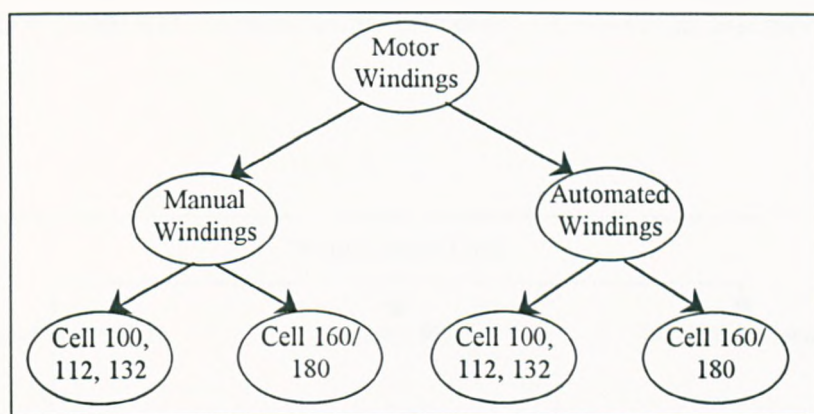 Motor
Windings
Manual
Windings
Automated
Windings
Cell 100,
112, 132
Cell 160/
180
Cell 100,
112, 132
Cell 160/
180